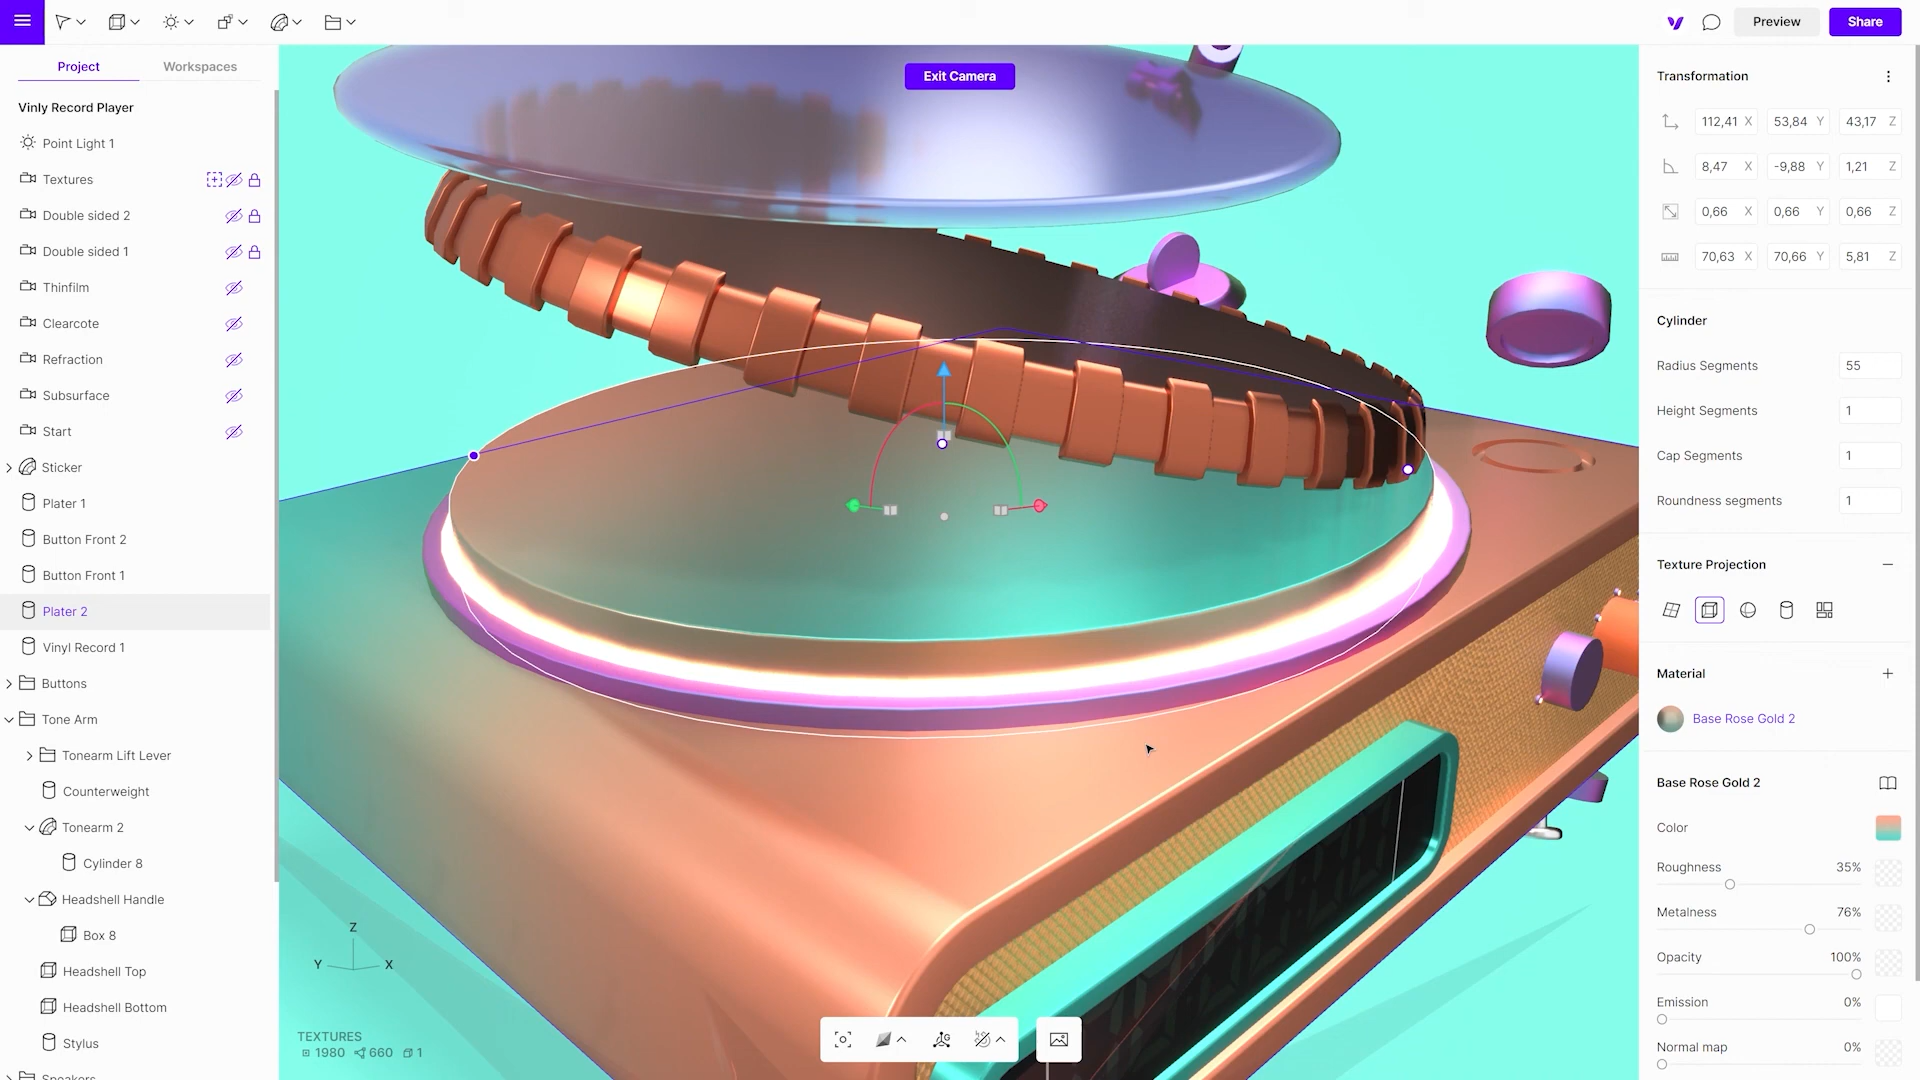 Project
Workspaces
Vinly Record Player
Point Light 1
Textures
Double sided 2
Double sided 1
Thinfilm
Clearcote
Refraction
Subsurface
Start
Sticker
Plater 1
Button Front 2
Button Front 1
Plater 2
Vinyl Record 1
Buttons
Tone Arm
Tonearm Lift Lever
Counterweight
Tonearm 2
Cylinder 8
Headshell Handle
Box 8
Headshell Top
Headshell Bottom
Stylus
Speakers
Exit Camera
Z
Y X
TEXTURES
1980 660 1
Preview
Share
Transformation
112,41 X 53,84 Y 43,17 Z
8,47 X -9,88 Y 1,21 Z
0,66 X 0,66 Y 0,66 Z
70,63 X 70,66 Y 5,81 Z
Cylinder
Radius Segments 55
Height Segments 1
Cap Segments 1
Roundness segments 1
Texture Projection
Material
Base Rose Gold 2
Base Rose Gold 2
Color
Roughness 35%
Metalness 76%
Opacity 100%
Emission 0%
Normal map 0%